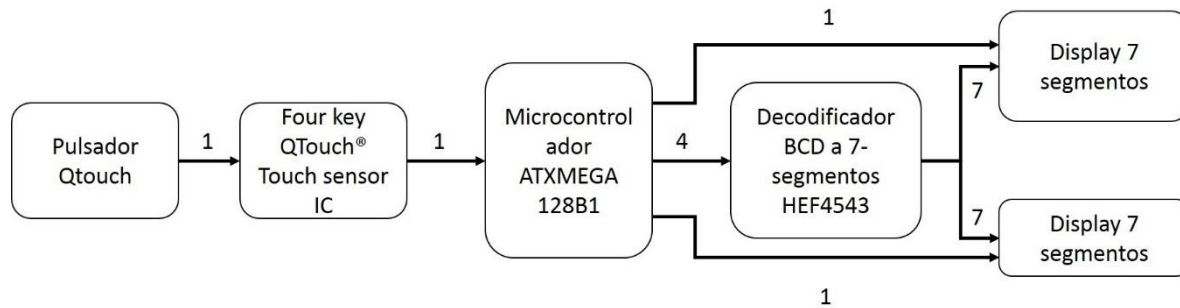 Pulsador
Qtouch
1
Four key
QTouch®
Touch sensor
IC
1
Microcontrol
ador
ATXMEGA
128B1
1
4
1
Decodificador
BCD a 7-
segmentos
HEF4543
7
7
Display 7
segmentos
Display 7
segmentos